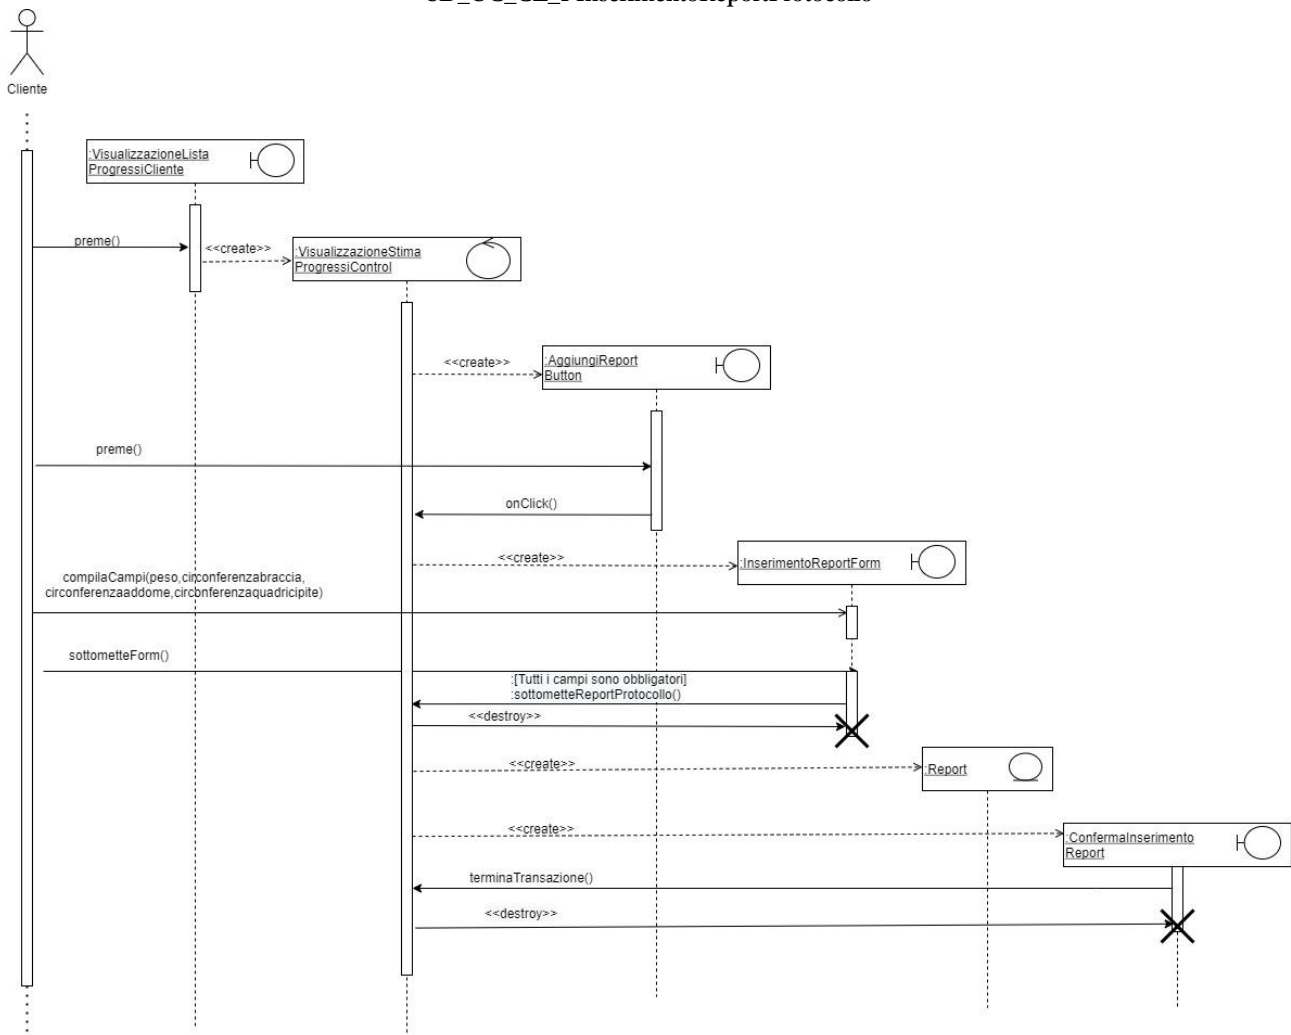 Cliente
:VisualizzazioneLista
ProgressiCliente
preme()
<<create>>
:VisualizzazioneStima
ProgressiControl
<<create>>
:AggiungiReport
Button
preme()
onClick()
<<create>>
:InserimentoReportForm
compilaCampi(peso,circonferenzabraccia,
circonferenzaaddome,circonferenzaquadricipite)
sottometteForm()
:[Tutti i campi sono obbligatori]
:sottometteReportProtocollo()
<<destroy>>
<<create>>
:Report
<<create>>
:ConfermaInserimento
Report
terminaTransazione()
<<destroy>>